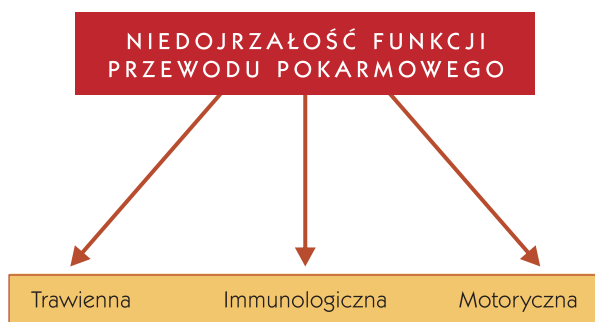 NIEDOJRZAŁOŚĆ FUNKCJI
PRZEWODU POKARMOWEGO
Trawienna Immunologiczna Motoryczna